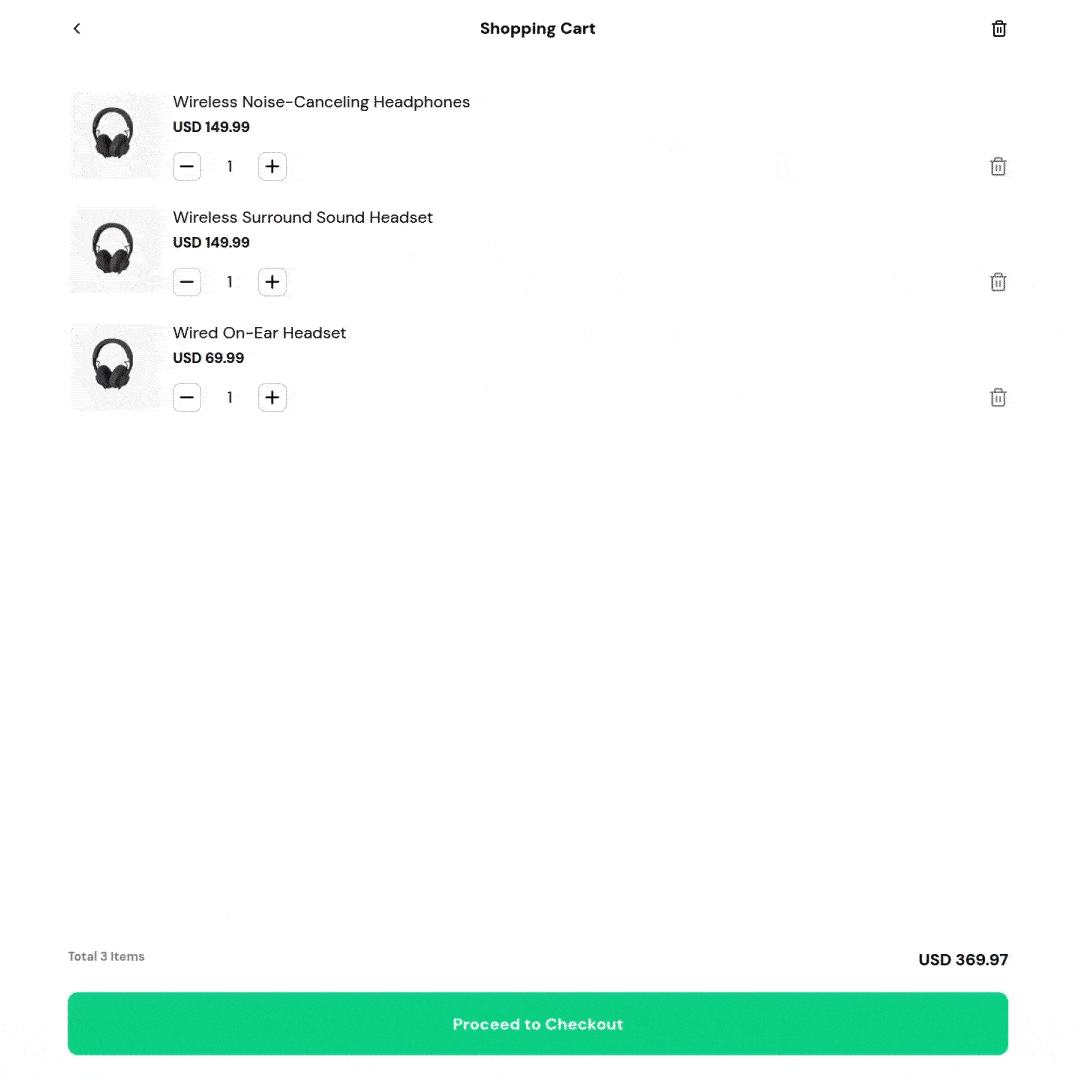 Shopping Cart
Wireless Noise-Canceling Headphones
USD 149.99
1
Wireless Surround Sound Headset
USD 149.99
1
Wired On-Ear Headset
USD 69.99
1
Total 3 Items
USD 369.97
Proceed to Checkout